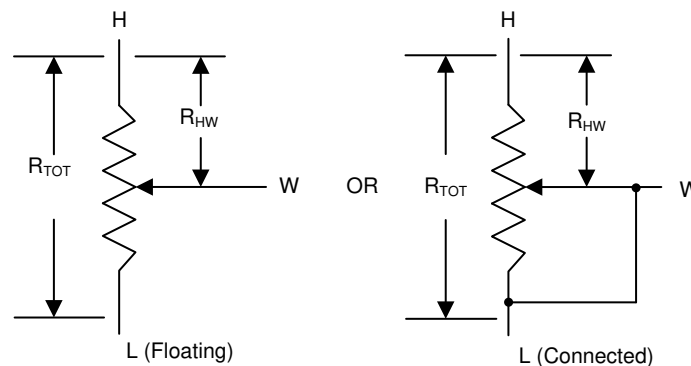 H
R_TOT
R_HW
W
L (Floating)
OR
H
R_TOT
R_HW
W
L (Connected)